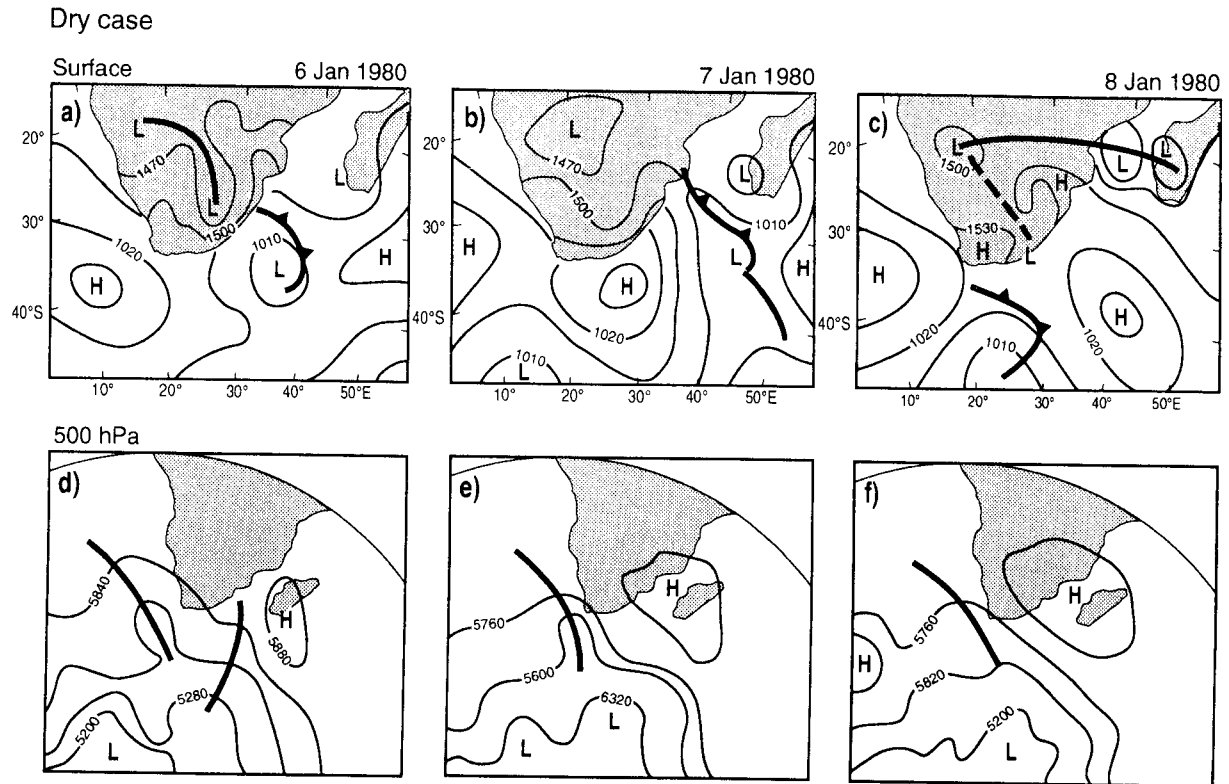 Dry case
Surface 6 Jan 1980 7 Jan 1980 8 Jan 1980
a)
L
1470
L
L
1500
1020
1010
H
L
H
20°
30°
40°S
10° 20° 30° 40° 50°E
b)
L
1470
L
1500
1010
H
L
H
H
1020
1010
L
20°
30°
40°S
10° 20° 30° 40° 50°E
c)
L
L
L
1500
H
1530
H
L
H
H
1020
1010
1020
20°
30°
40°S
10° 20° 30° 40° 50°E
500 hPa
d)
5840
H
5880
5280
5200
L
e)
H
5760
5600
6320
L
L
f)
H
5760
H
5820
5200
L